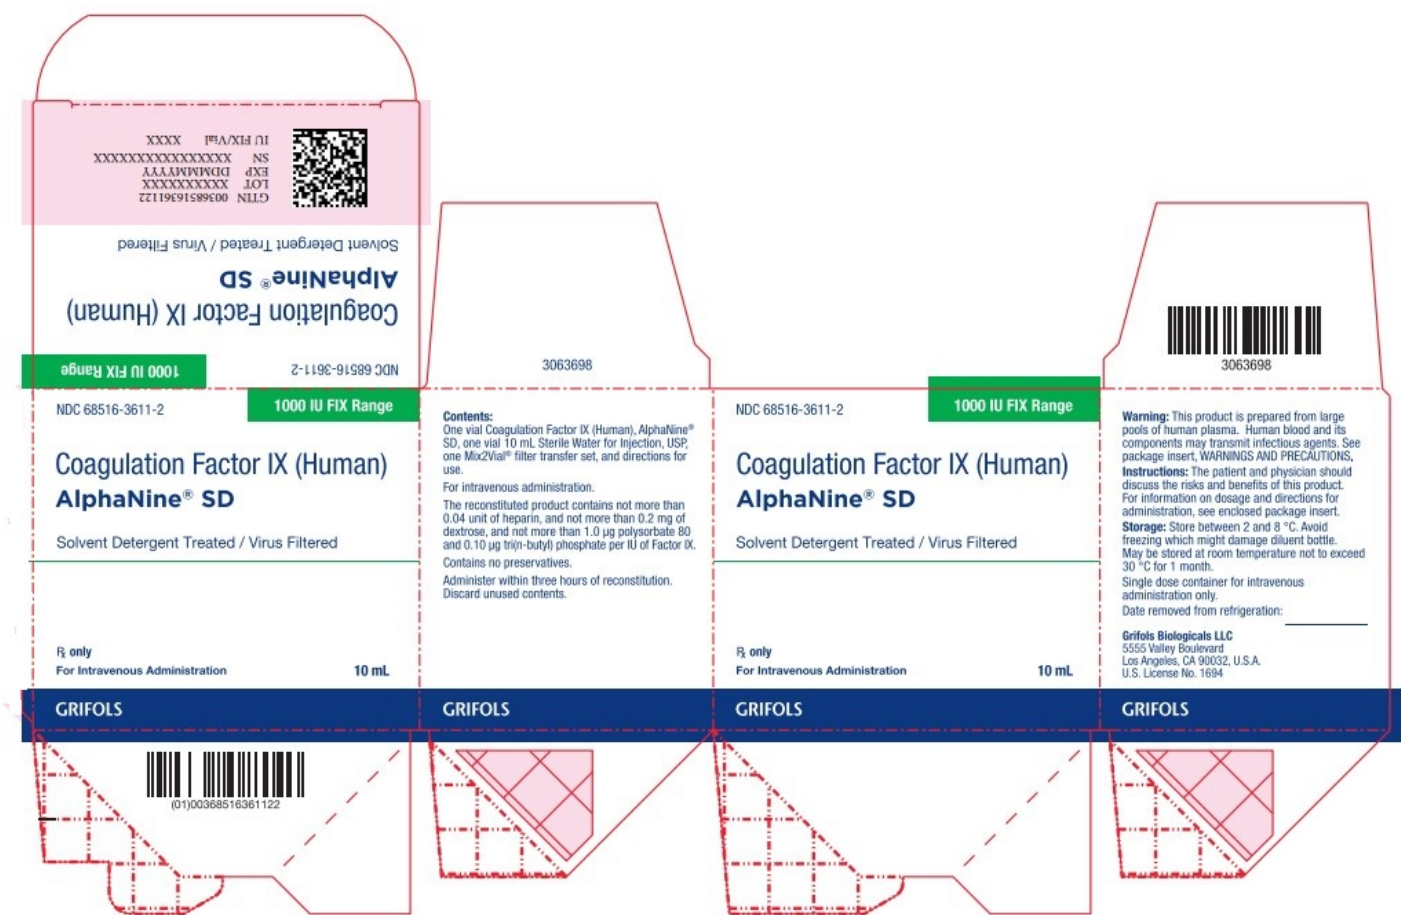 GTIN 00368516361122
LOT XXXXXXXXXX
EXP DDMMMYYYY
SN XXXXXXXXXXXXXXXX
IU FIX/Vial XXXX
Solvent Detergent Treated / Virus Filtered
AlphaNine® SD
Coagulation Factor IX (Human)
NDC 68516-3611-2
1000 IU FIX Range
NDC 68516-3611-2
1000 IU FIX Range
Coagulation Factor IX (Human)
AlphaNine® SD
Solvent Detergent Treated / Virus Filtered
℞ only
For Intravenous Administration
10 mL
GRIFOLS
(01)00368516361122
3063698
Contents:
One vial Coagulation Factor IX (Human), AlphaNine®
SD, one vial 10 mL Sterile Water for Injection, USP,
one Mix2Vial® filter transfer set, and directions for
use.
For intravenous administration.
The reconstituted product contains not more than
0.04 unit of heparin, and not more than 0.2 mg of
dextrose, and not more than 1.0 µg polysorbate 80
and 0.10 µg tri(n-butyl) phosphate per IU of Factor IX.
Contains no preservatives.
Administer within three hours of reconstitution.
Discard unused contents.
GRIFOLS
NDC 68516-3611-2
1000 IU FIX Range
Coagulation Factor IX (Human)
AlphaNine® SD
Solvent Detergent Treated / Virus Filtered
℞ only
For Intravenous Administration
10 mL
GRIFOLS
3063698
Warning: This product is prepared from large
pools of human plasma. Human blood and its
components may transmit infectious agents. See
package insert, WARNINGS AND PRECAUTIONS.
Instructions: The patient and physician should
discuss the risks and benefits of this product.
For information on dosage and directions for
administration, see enclosed package insert.
Storage: Store between 2 and 8 °C. Avoid
freezing which might damage diluent bottle.
May be stored at room temperature not to exceed
30 °C for 1 month.
Single dose container for intravenous
administration only.
Date removed from refrigeration:
Grifols Biologicals LLC
5555 Valley Boulevard
Los Angeles, CA 90032, U.S.A.
U.S. License No. 1694
GRIFOLS